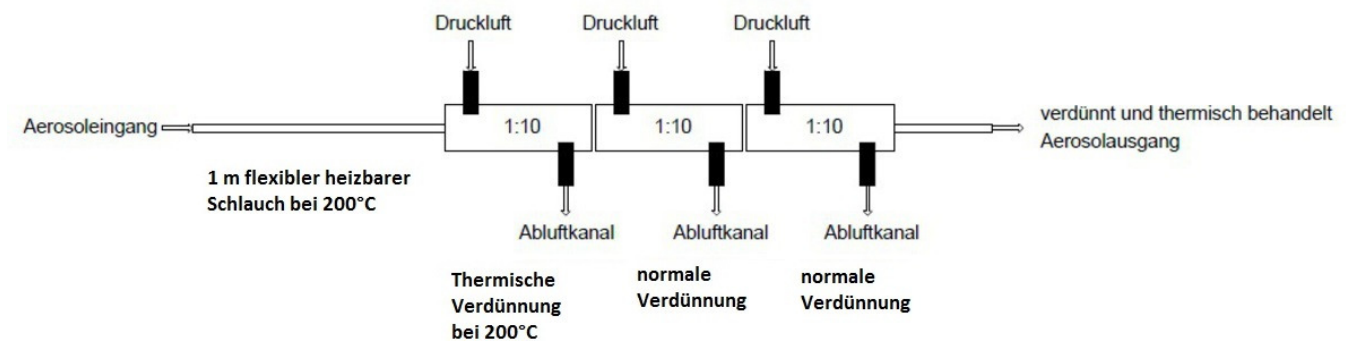 Druckluft
Druckluft
Druckluft
Aerosoleingang
1:10
1:10
1:10
verdünnt und thermisch behandelt
Aerosolausgang
1 m flexibler heizbarer
Schlauch bei 200°C
Abluftkanal
Abluftkanal
Abluftkanal
Thermische
Verdünnung
bei 200°C
normale
Verdünnung
normale
Verdünnung